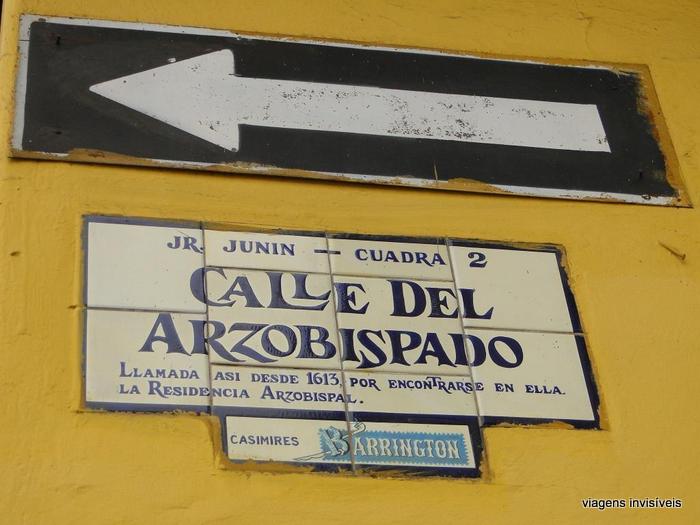 JR. JUNIN — CUADRA 2
CALLE DEL
ARZOBISPADO
LLAMADA ASI DESDE 1613, POR ENCONTRARSE EN ELLA.
LA RESIDENCIA ARZOBISPAL.
CASIMIRES BARRINGTON
viagens invisíveis